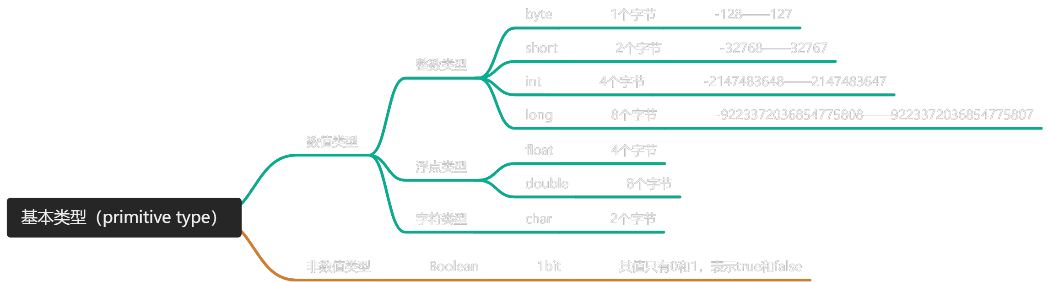 基本类型（primitive type）
数值类型
整数类型
byte 1个字节 -128——127
short 2个字节 -32768——32767
int 4个字节 -2147483648——2147483647
long 8个字节 -9223372036854775808——9223372036854775807
浮点类型
float 4个字节
double 8个字节
字符类型
char 2个字节
非数值类型
Boolean 1bit 其值只有0和1，表示true和false